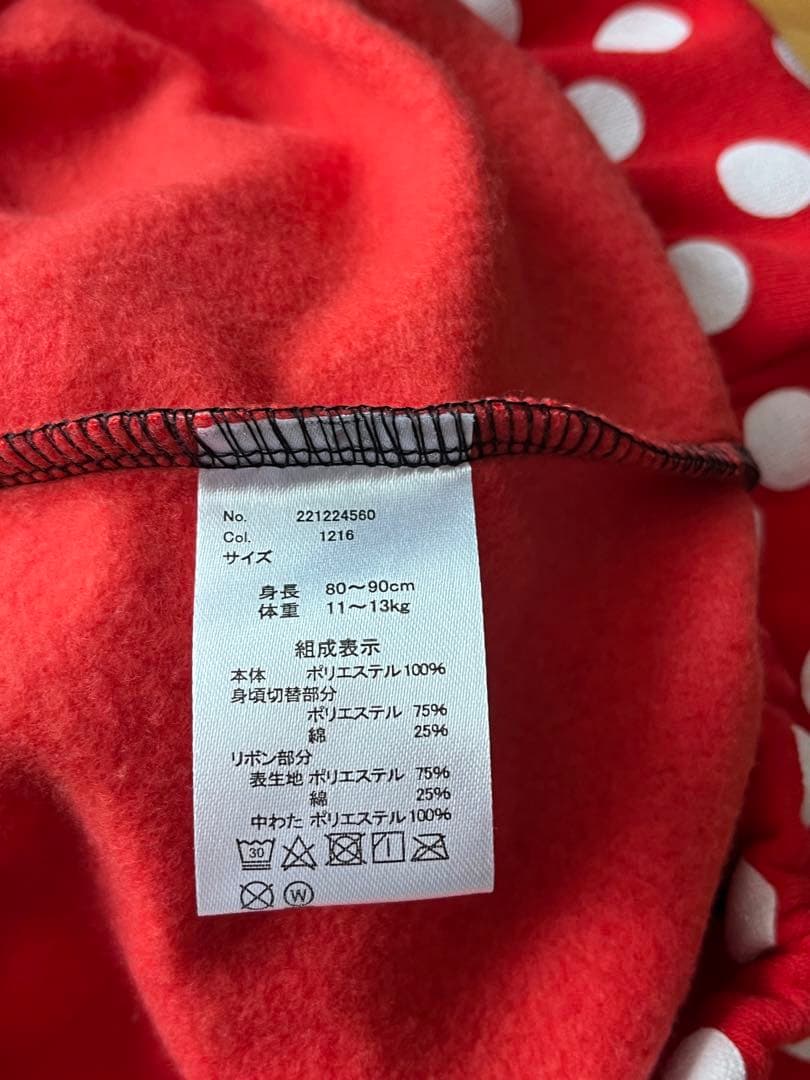 No. 221224560
Col. 1216
サイズ
身長 80〜90cm
体重 11〜13kg
組成表示
本体 ポリエステル100%
身頃切替部分
ポリエステル 75%
綿 25%
リボン部分
表生地 ポリエステル 75%
綿 25%
中わた ポリエステル100%
30
W